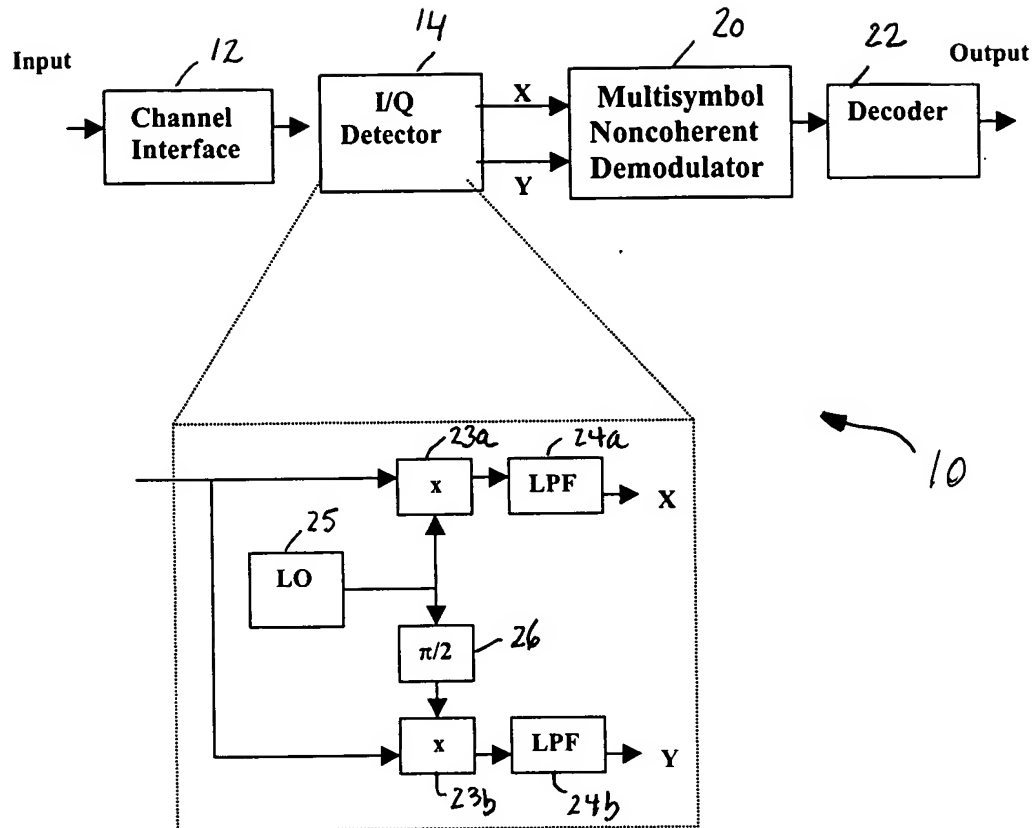 Input
12
Channel
Interface
14
I/Q
Detector
X
Y
20
Multisymbol
Noncoherent
Demodulator
22
Decoder
Output
23a
x
24a
LPF
X
25
LO
π/2
26
x
23b
LPF
24b
Y
10